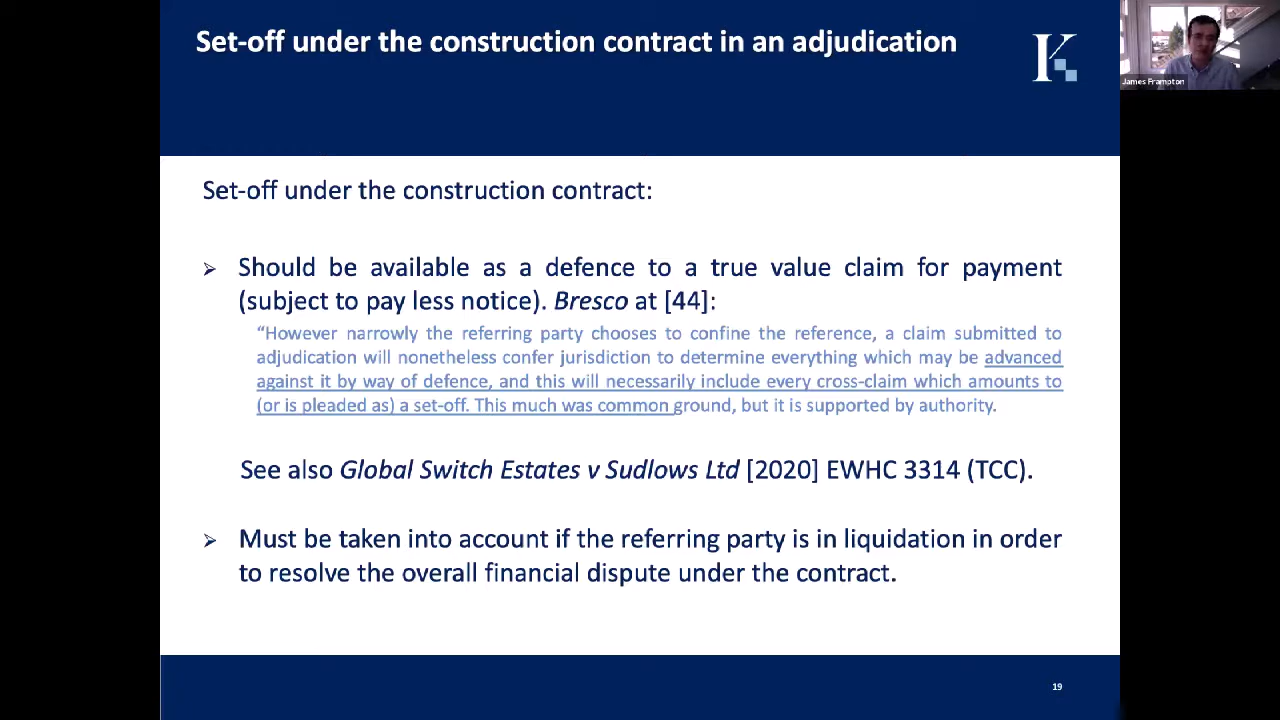 Set-off under the construction contract in an adjudication
K
James Frampton
Set-off under the construction contract:
➢ Should be available as a defence to a true value claim for payment
(subject to pay less notice). Bresco at [44]:
“However narrowly the referring party chooses to confine the reference, a claim submitted to
adjudication will nonetheless confer jurisdiction to determine everything which may be advanced
against it by way of defence, and this will necessarily include every cross-claim which amounts to
(or is pleaded as) a set-off. This much was common ground, but it is supported by authority.
See also Global Switch Estates v Sudlows Ltd [2020] EWHC 3314 (TCC).
➢ Must be taken into account if the referring party is in liquidation in order
to resolve the overall financial dispute under the contract.
19